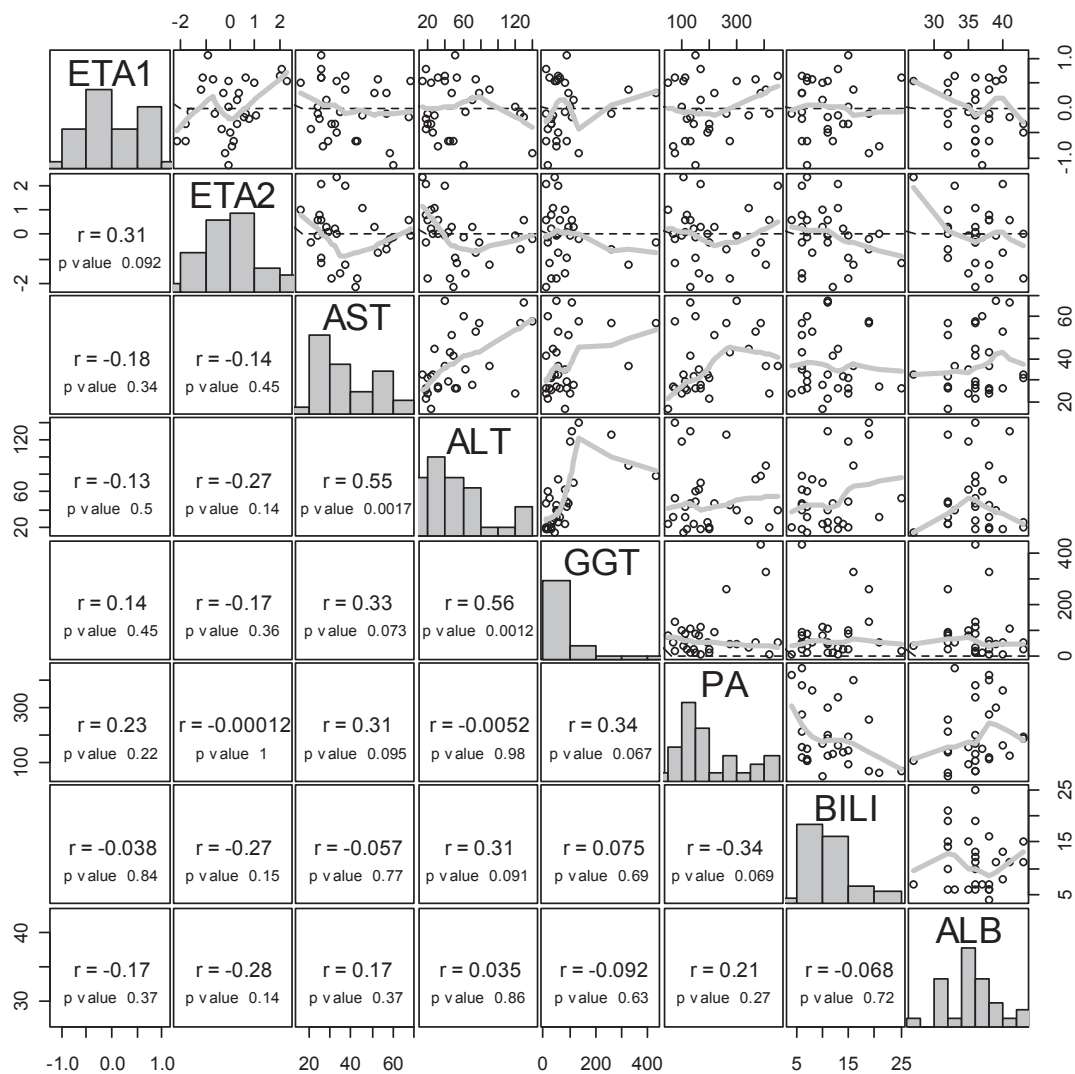 -2 0 2 20 60 120 100 300 30 35 40
ETA1
-1.0 0.0 1.0
-2 0 1 2
r = 0.31
p value 0.092
ETA2
r = -0.18
p value 0.34
r = -0.14
p value 0.45
AST
20 40 60
20 60 120
r = -0.13
p value 0.5
r = -0.27
p value 0.14
r = 0.55
p value 0.0017
ALT
r = 0.14
p value 0.45
r = -0.17
p value 0.36
r = 0.33
p value 0.073
r = 0.56
p value 0.0012
GGT
0 200 400
100 300
r = 0.23
p value 0.22
r = -0.00012
p value 1
r = 0.31
p value 0.095
r = -0.0052
p value 0.98
r = 0.34
p value 0.067
PA
r = -0.038
p value 0.84
r = -0.27
p value 0.15
r = -0.057
p value 0.77
r = 0.31
p value 0.091
r = 0.075
p value 0.69
r = -0.34
p value 0.069
BILI
5 15 25
30 40
r = -0.17
p value 0.37
r = -0.28
p value 0.14
r = 0.17
p value 0.37
r = 0.035
p value 0.86
r = -0.092
p value 0.63
r = 0.21
p value 0.27
r = -0.068
p value 0.72
ALB
-1.0 0.0 1.0 20 40 60 0 200 400 5 15 25